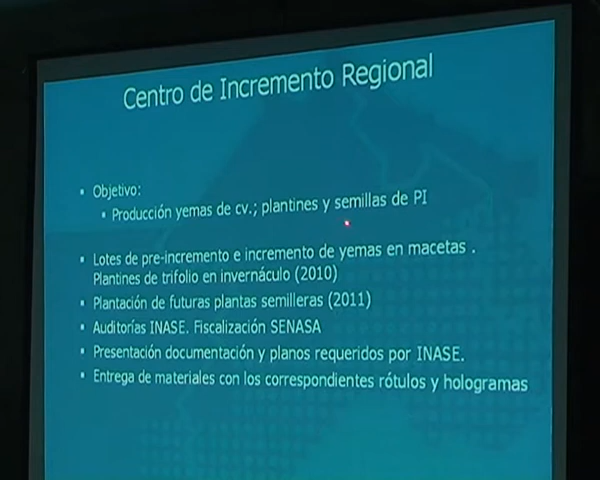 Centro de Incremento Regional
▪ Objetivo:
▪ Producción yemas de cv.; plantines y semillas de PI
▪ Lotes de pre-incremento e incremento de yemas en macetas .
Plantines de trifolio en invernáculo (2010)
▪ Plantación de futuras plantas semilleras (2011)
▪ Auditorías INASE. Fiscalización SENASA
▪ Presentación documentación y planos requeridos por INASE.
▪ Entrega de materiales con los correspondientes rótulos y hologramas